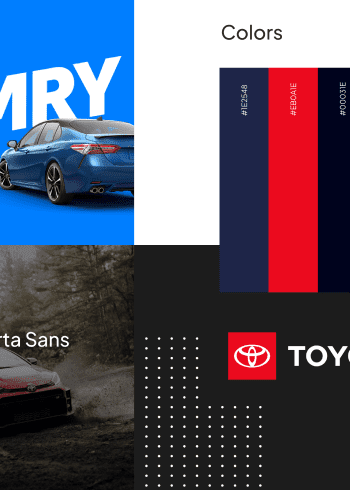 Colors
MRY
#1E2548
#EB0A1E
#00031E
rta Sans
TOYO